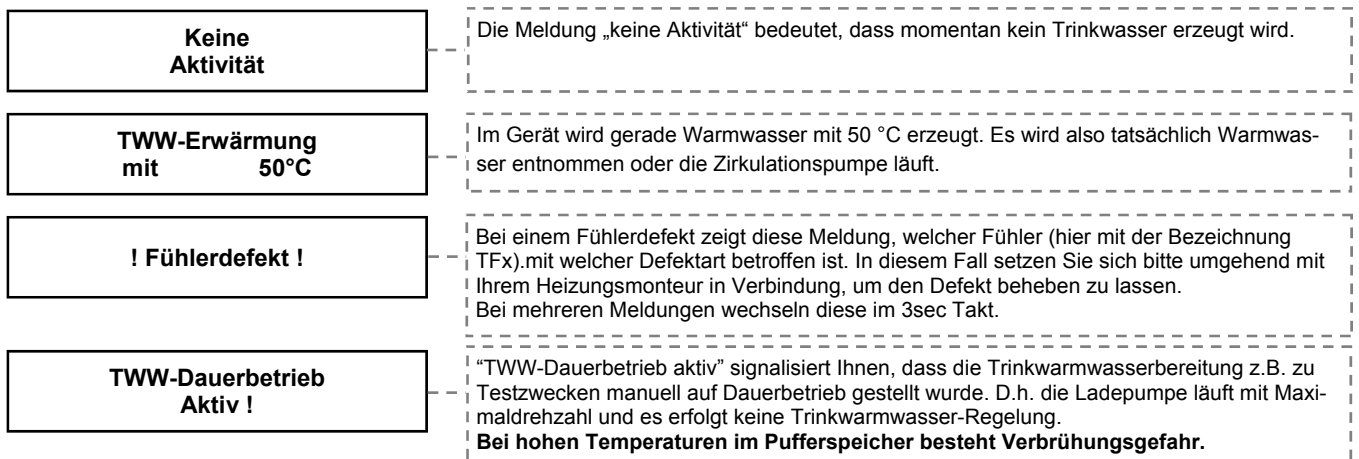 Keine
Aktivität
Die Meldung „keine Aktivität“ bedeutet, dass momentan kein Trinkwasser erzeugt wird.
TWW-Erwärmung
mit 50°C
Im Gerät wird gerade Warmwasser mit 50 °C erzeugt. Es wird also tatsächlich Warmwas-
ser entnommen oder die Zirkulationspumpe läuft.
! Fühlerdefekt !
Bei einem Fühlerdefekt zeigt diese Meldung, welcher Fühler (hier mit der Bezeichnung
TFx).mit welcher Defektart betroffen ist. In diesem Fall setzen Sie sich bitte umgehend mit
Ihrem Heizungsmonteur in Verbindung, um den Defekt beheben zu lassen.
Bei mehreren Meldungen wechseln diese im 3sec Takt.
TWW-Dauerbetrieb
Aktiv !
“TWW-Dauerbetrieb aktiv” signalisiert Ihnen, dass die Trinkwarmwasserbereitung z.B. zu
Testzwecken manuell auf Dauerbetrieb gestellt wurde. D.h. die Ladepumpe läuft mit Maxi-
maldrehzahl und es erfolgt keine Trinkwarmwasser-Regelung.
Bei hohen Temperaturen im Pufferspeicher besteht Verbrühungsgefahr.